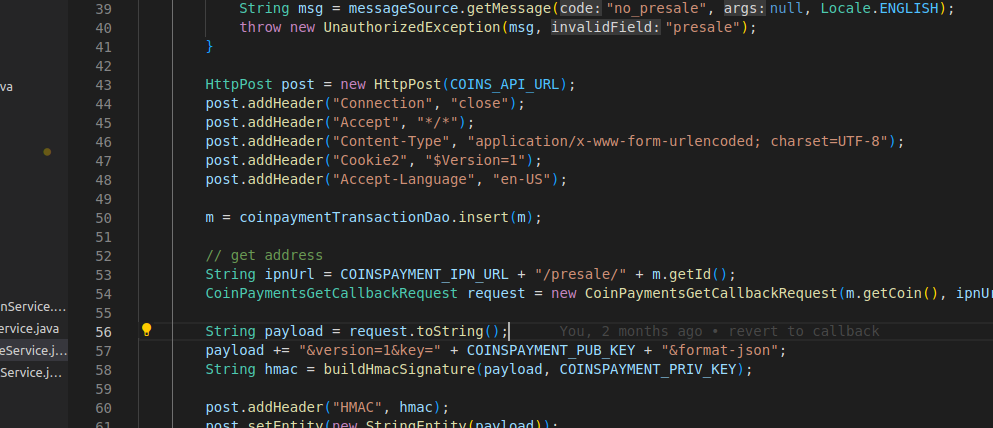 39 String msg = messageSource.getMessage(code: "no_presale", args: null, Locale.ENGLISH);
40 throw new UnauthorizedException(msg, invalidField: "presale");
41 }
42
va
43 HttpPost post = new HttpPost(COINS_API_URL);
44 post.addHeader("Connection", "close");
45 post.addHeader("Accept", "*/*");
46 post.addHeader("Content-Type", "application/x-www-form-urlencoded; charset=UTF-8");
47 post.addHeader("Cookie2", "$Version=1");
48 post.addHeader("Accept-Language", "en-US");
49
50 m = coinpaymentTransactionDao.insert(m);
51
52 // get address
53 String ipnUrl = COINSPAYMENT_IPN_URL + "/presale/" + m.getId();
nService....
54 CoinPaymentsGetCallbackRequest request = new CoinPaymentsGetCallbackRequest(m.getCoin(), ipnUr
55
ervice.java
56 String payload = request.toString(); You, 2 months ago • revert to callback
eService.j...
57 payload += "&version=1&key=" + COINSPAYMENT_PUB_KEY + "&format-json";
Service.j...
58 String hmac = buildHmacSignature(payload, COINSPAYMENT_PRIV_KEY);
59
60 post.addHeader("HMAC", hmac);
61 post.setEntity(new StringEntity(payload));